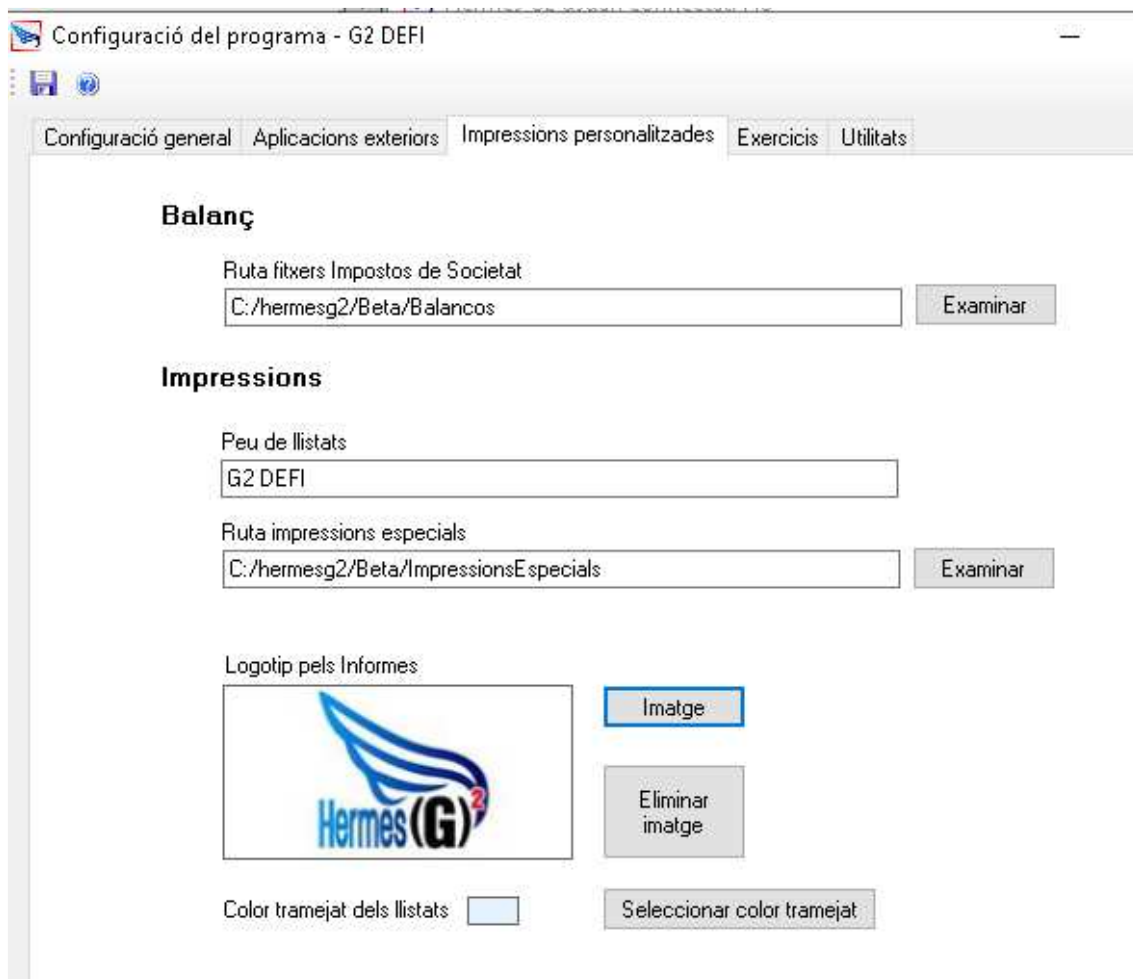 Configuració del programa - G2 DEFI
Configuració general Aplicacions exteriors Impressions personalitzades Exercicis Utilitats
Balanç
Ruta fitxers Impostos de Societat
C:/hermesg2/Beta/Balancos Examinar
Impressions
Peu de llistats
G2 DEFI
Ruta impressions especials
C:/hermesg2/Beta/ImpressionsEspecials Examinar
Logotip pels Informes
Imatge
Hermes(G)²
Eliminar
imatge
Color tramejat dels llistats Seleccionar color tramejat